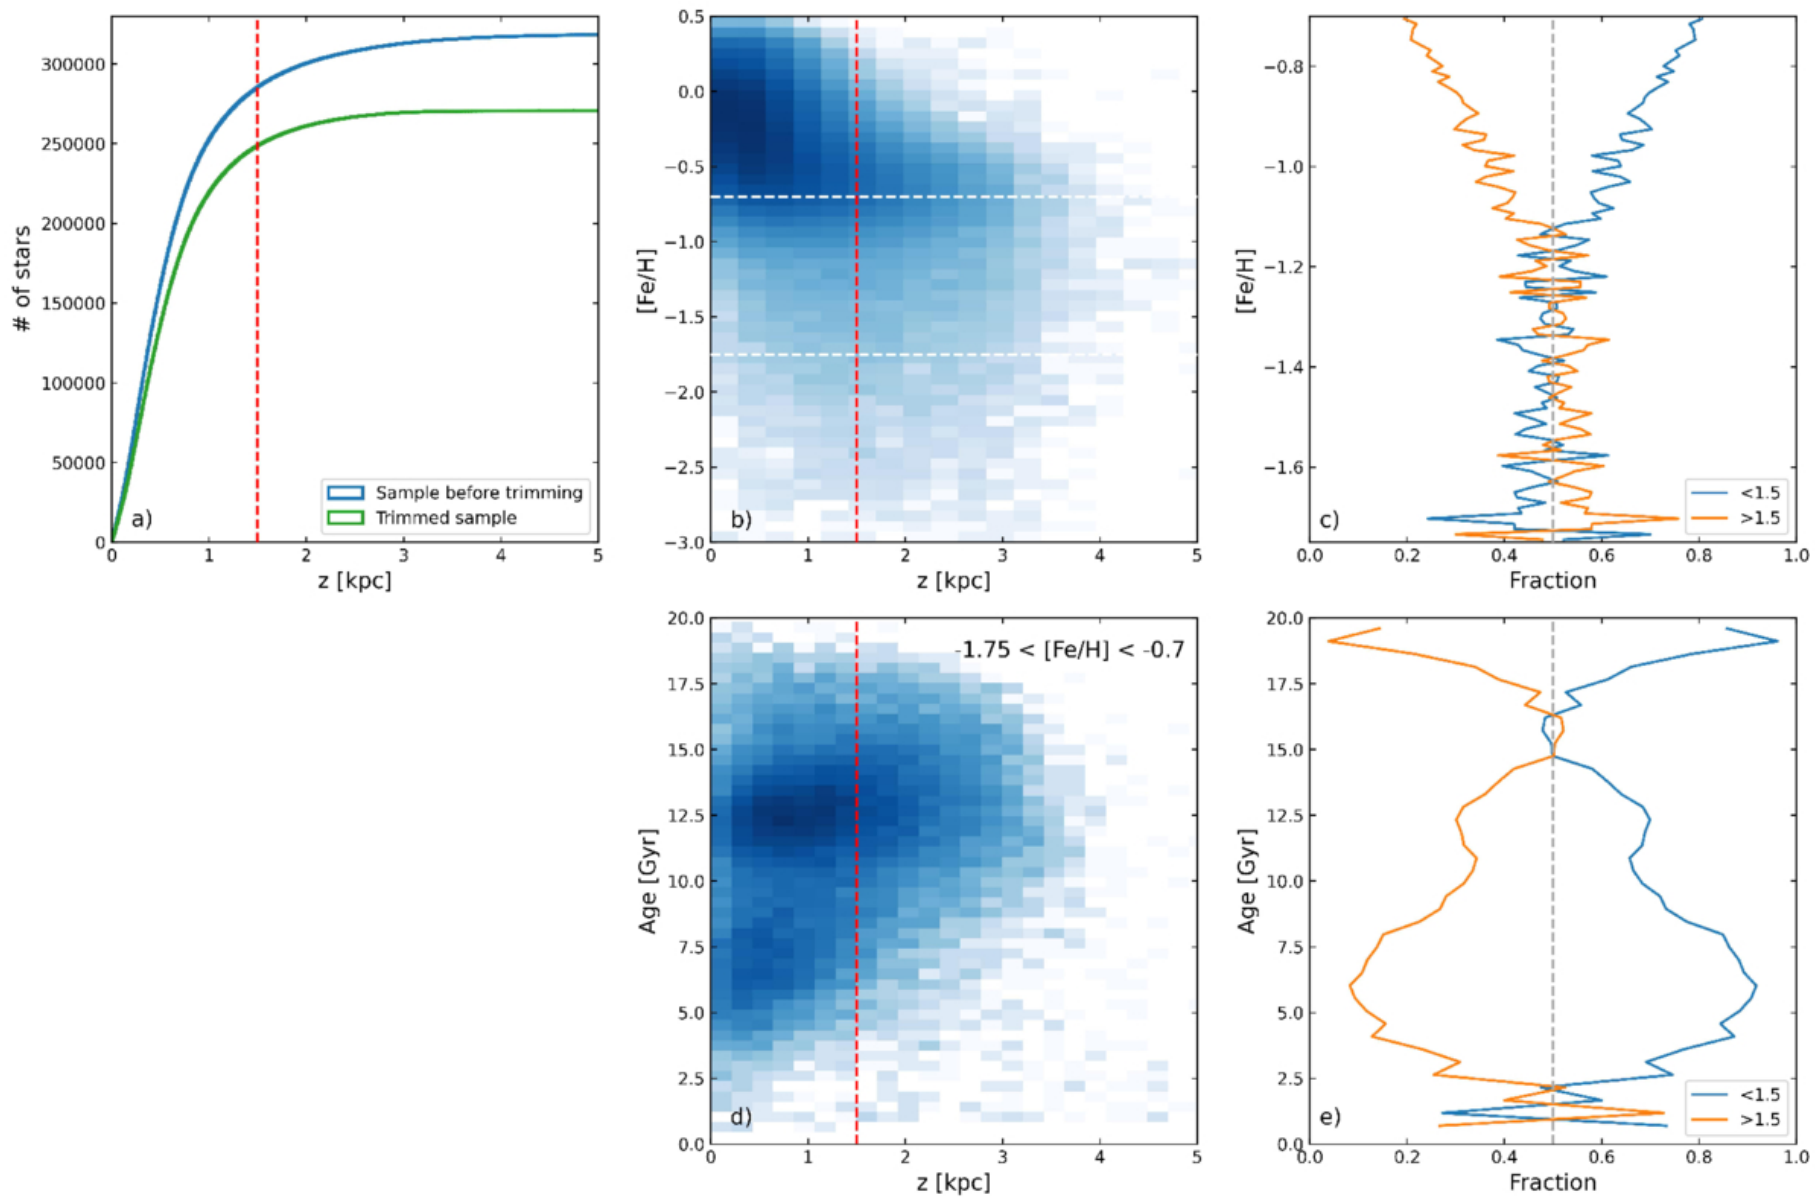 # of stars
300000
250000
200000
150000
100000
50000
0
0 1 2 3 4 5
z [kpc]
a)
Sample before trimming
Trimmed sample
[Fe/H]
0.5
0.0
−0.5
−1.0
−1.5
−2.0
−2.5
−3.0
0 1 2 3 4 5
z [kpc]
b)
[Fe/H]
−0.8
−1.0
−1.2
−1.4
−1.6
0.0 0.2 0.4 0.6 0.8 1.0
Fraction
c)
<1.5
>1.5
Age [Gyr]
20.0
17.5
15.0
12.5
10.0
7.5
5.0
2.5
0.0
0 1 2 3 4 5
z [kpc]
d)
-1.75 < [Fe/H] < -0.7
Age [Gyr]
20.0
17.5
15.0
12.5
10.0
7.5
5.0
2.5
0.0
0.0 0.2 0.4 0.6 0.8 1.0
Fraction
e)
<1.5
>1.5